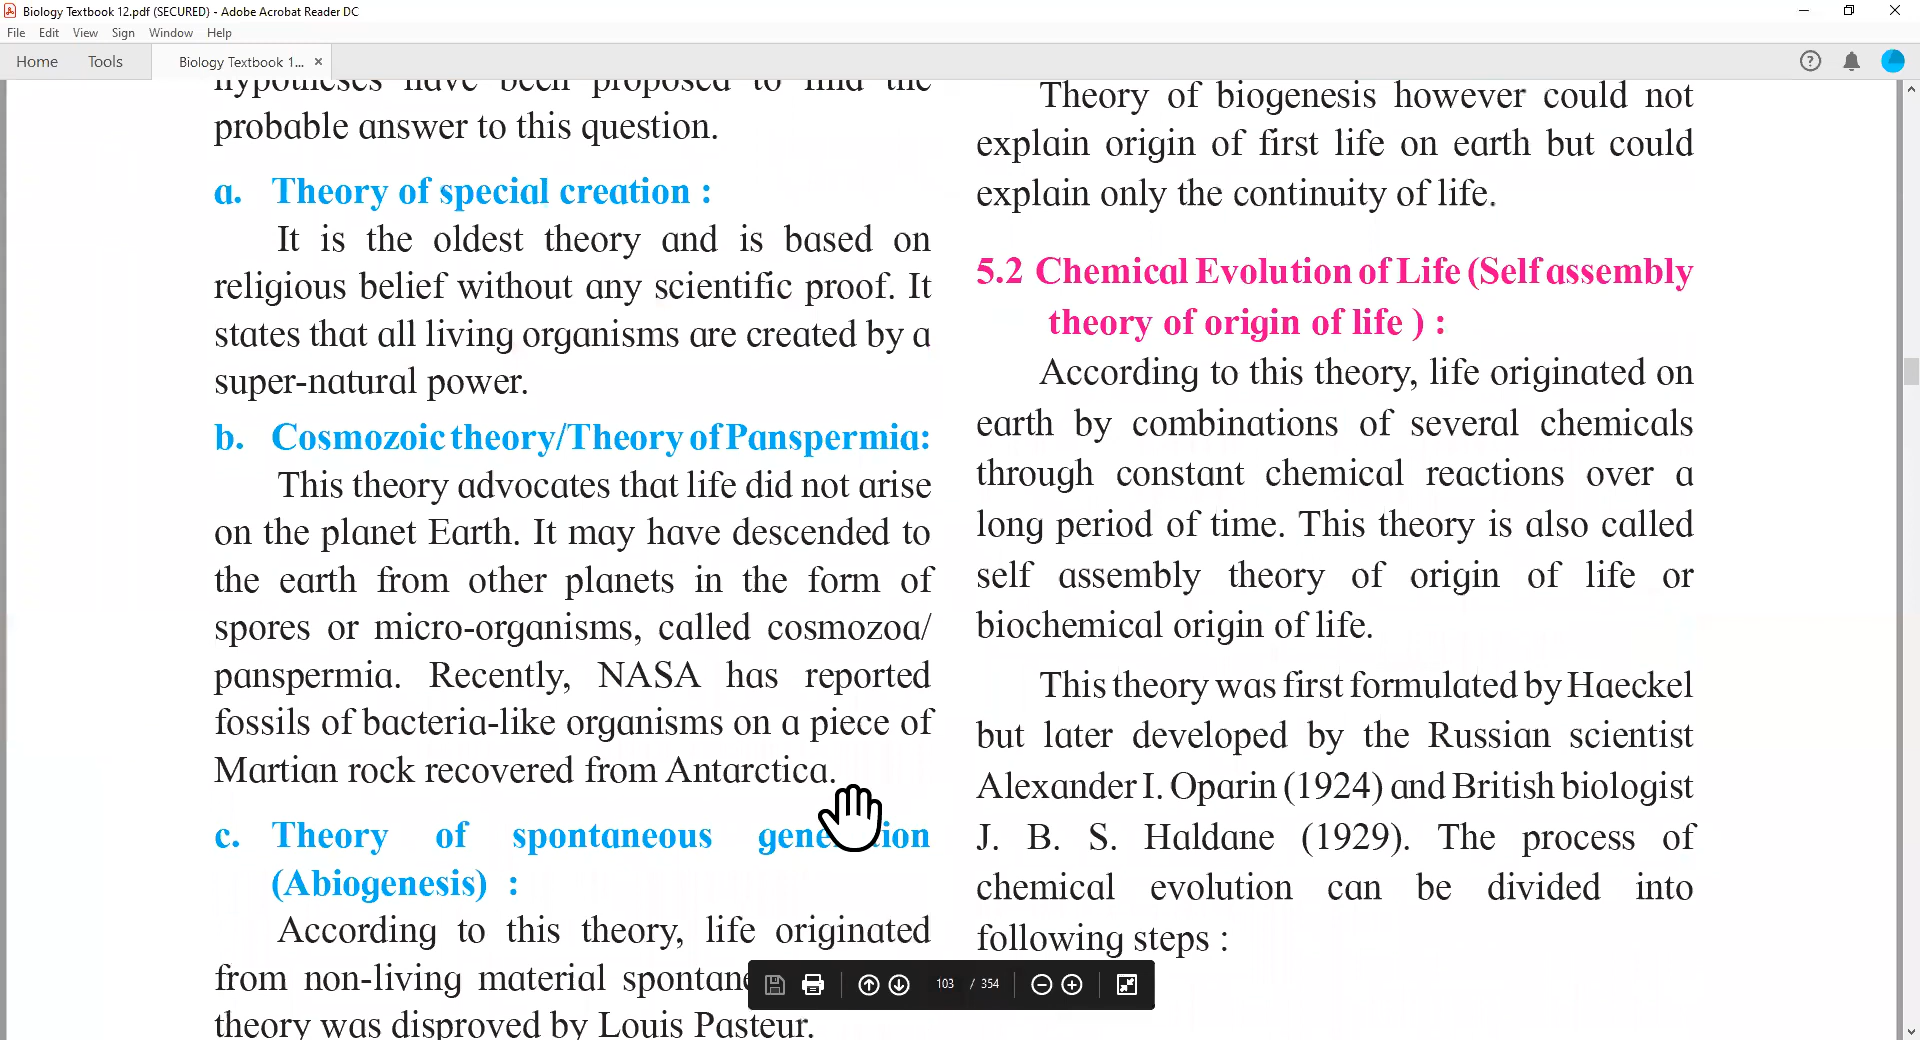 Biology Textbook 12.pdf (SECURED) - Adobe Acrobat Reader DC
File Edit View Sign Window Help
Home Tools Biology Textbook 1... ×
hypotheses have been proposed to find the
probable answer to this question.
a. Theory of special creation :
It is the oldest theory and is based on
religious belief without any scientific proof. It
states that all living organisms are created by a
super-natural power.
b. Cosmozoic theory/Theory of Panspermia:
This theory advocates that life did not arise
on the planet Earth. It may have descended to
the earth from other planets in the form of
spores or micro-organisms, called cosmozoa/
panspermia. Recently, NASA has reported
fossils of bacteria-like organisms on a piece of
Martian rock recovered from Antarctica.
c. Theory of spontaneous
(Abiogenesis) :
According to this theory, life originated
from non-living material
theory was disproved by Louis Pasteur.
Theory of biogenesis however could not
explain origin of first life on earth but could
explain only the continuity of life.
5.2 Chemical Evolution of Life (Self assembly
theory of origin of life ) :
According to this theory, life originated on
earth by combinations of several chemicals
through constant chemical reactions over a
long period of time. This theory is also called
self assembly theory of origin of life or
biochemical origin of life.
This theory was first formulated by Haeckel
but later developed by the Russian scientist
Alexander I. Oparin (1924) and British biologist
J. B. S. Haldane (1929). The process of
chemical evolution can be divided into
following steps :
103 / 354